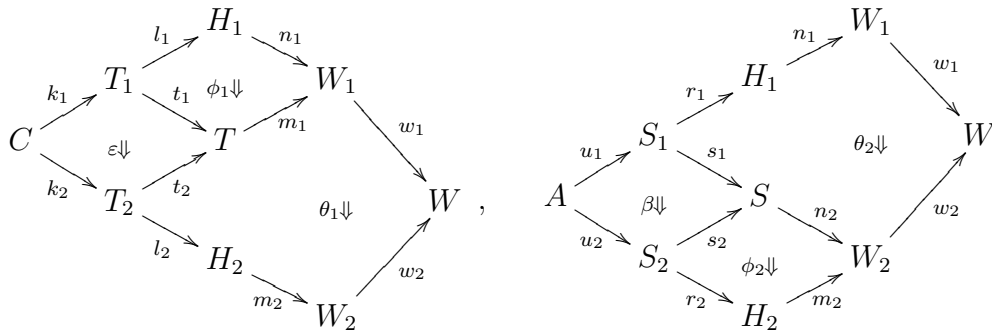 H₁ W₁
l₁ n₁ n₁
T₁ ϕ₁⇓ W₁ H₁ w₁
k₁ t₁ m₁ w₁ r₁
C ε⇓ T S₁ θ₂⇓ W
k₂ t₂ u₁ s₁
T₂ θ₁⇓ W , A β⇓ S w₂
l₂ u₂ s₂ n₂
H₂ w₂ S₂ ϕ₂⇓ W₂
m₂ r₂ m₂
W₂ H₂